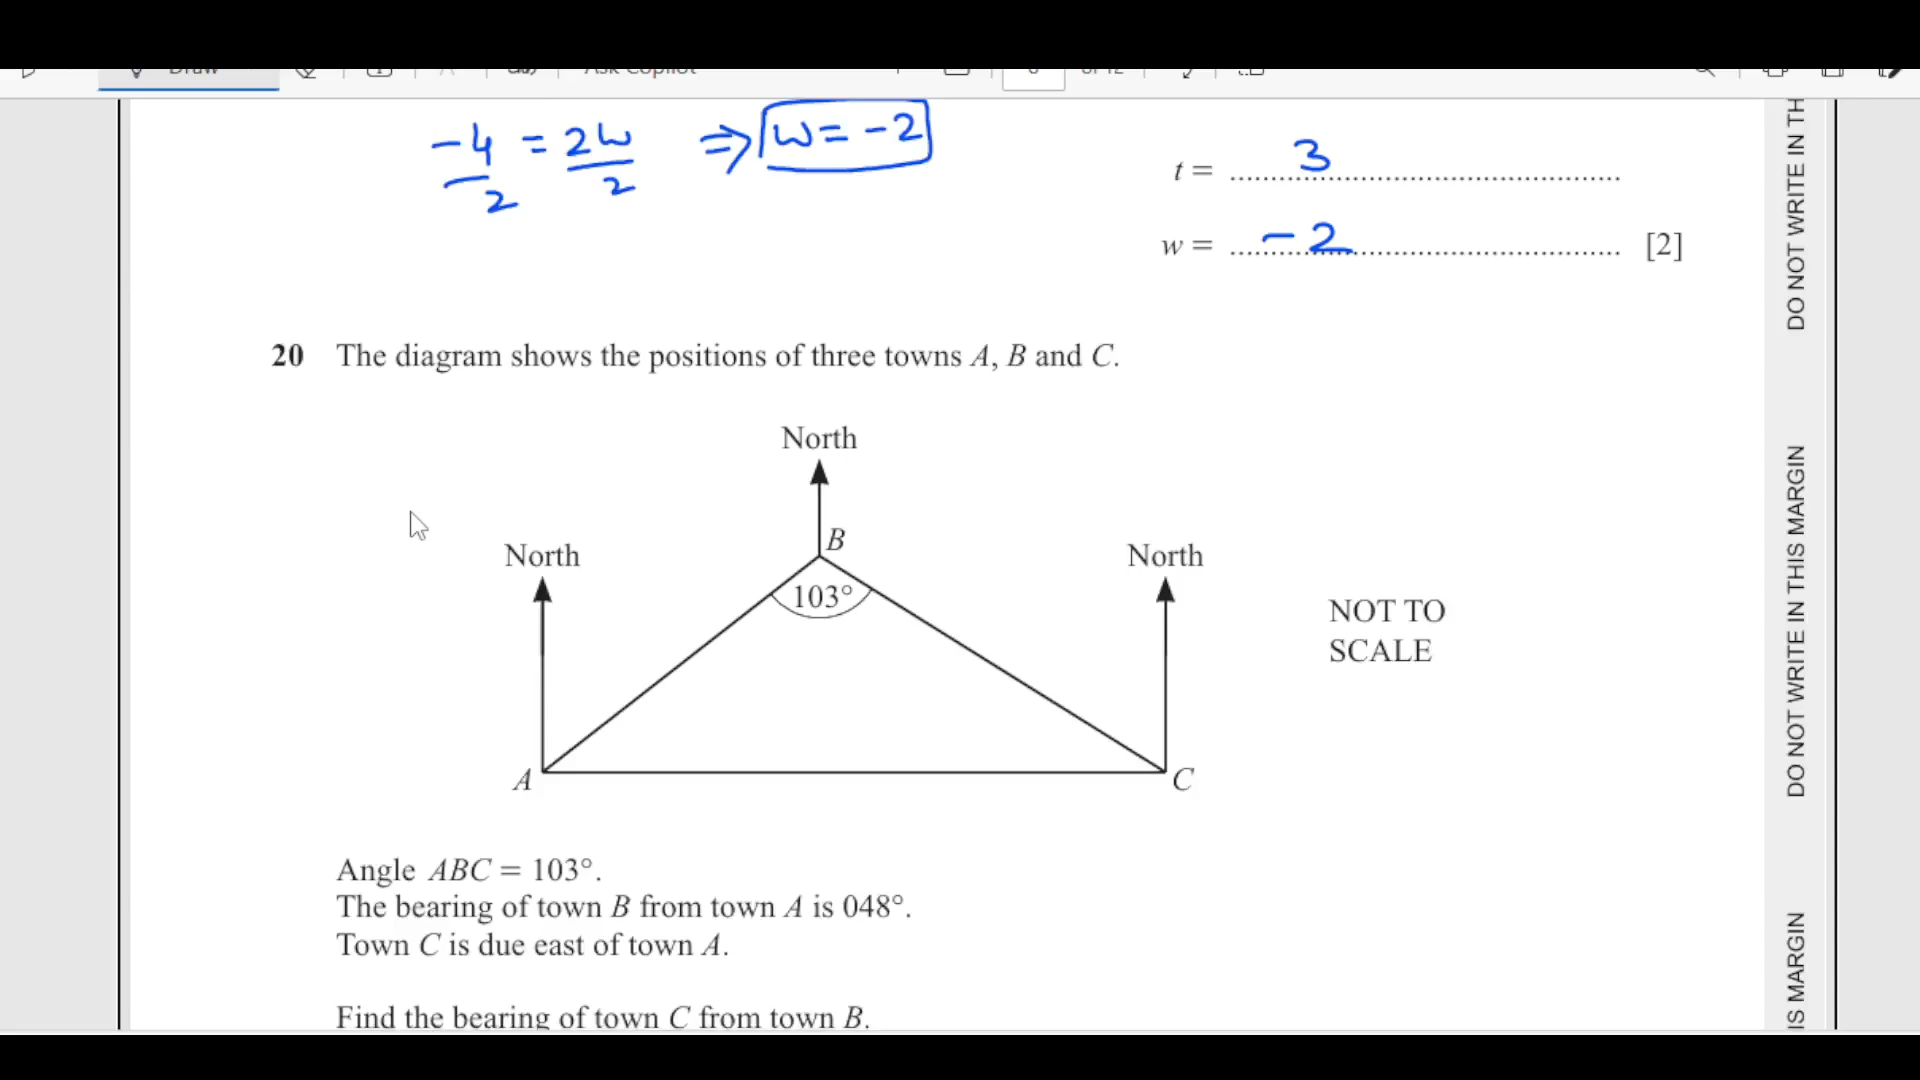 -4 = 2w ⇒ w = -2
2 2
t = 3
w = -2 [2]
20 The diagram shows the positions of three towns A, B and C.
North
B
North
North
103°
NOT TO
SCALE
A
C
Angle ABC = 103°.
The bearing of town B from town A is 048°.
Town C is due east of town A.
Find the bearing of town C from town B.
DO NOT WRITE IN TH
DO NOT WRITE IN THIS MARGIN
IS MARGIN